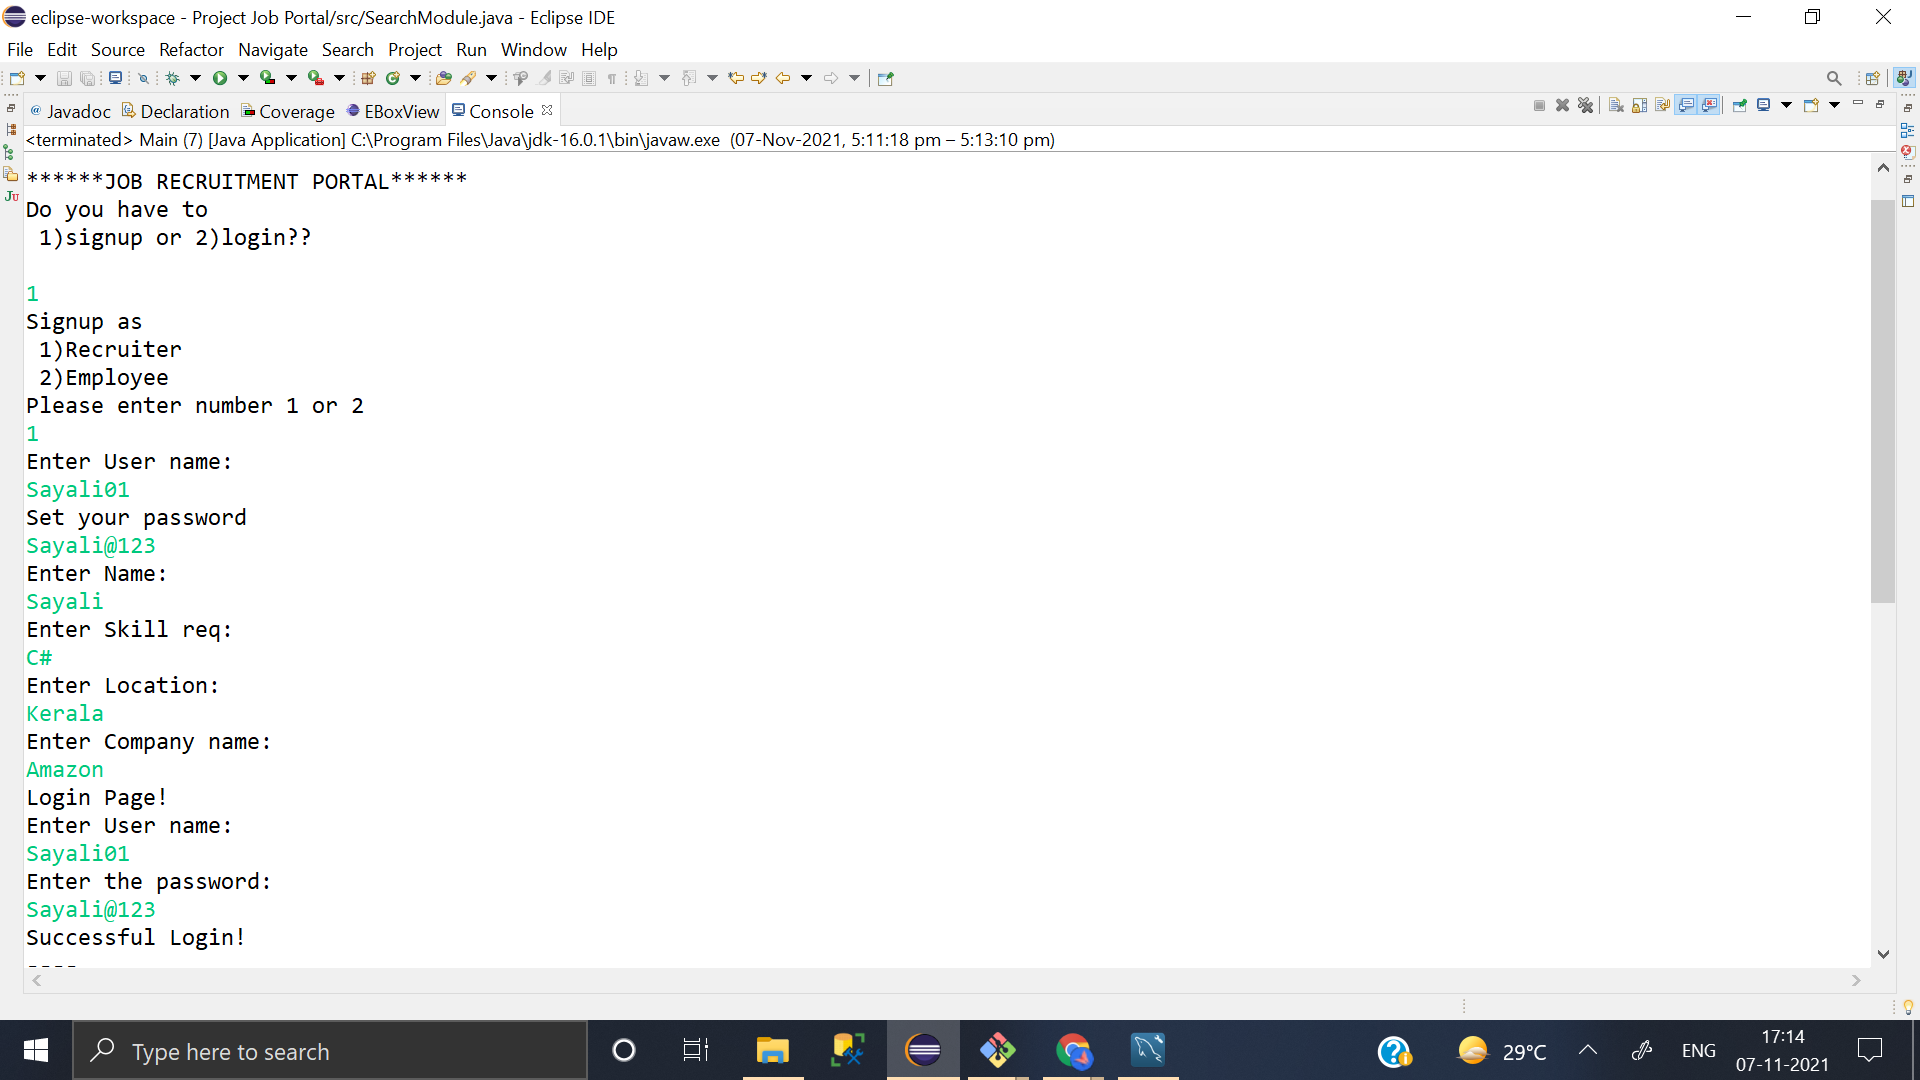 eclipse-workspace - Project Job Portal/src/SearchModule.java - Eclipse IDE
File Edit Source Refactor Navigate Search Project Run Window Help
@ Javadoc Declaration Coverage EBoxView Console
<terminated> Main (7) [Java Application] C:\Program Files\Java\jdk-16.0.1\bin\javaw.exe (07-Nov-2021, 5:11:18 pm – 5:13:10 pm)
******JOB RECRUITMENT PORTAL******
Do you have to
1)signup or 2)login??
1
Signup as
1)Recruiter
2)Employee
Please enter number 1 or 2
1
Enter User name:
Sayali01
Set your password
Sayali@123
Enter Name:
Sayali
Enter Skill req:
C#
Enter Location:
Kerala
Enter Company name:
Amazon
Login Page!
Enter User name:
Sayali01
Enter the password:
Sayali@123
Successful Login!
----
Type here to search
29°C
ENG
17:14
07-11-2021